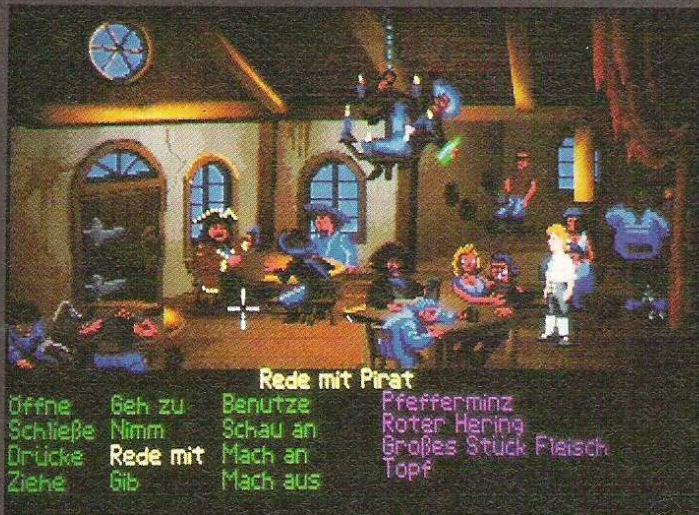 Rede mit Pirat
Öffne Geh zu Benutze Pfefferminz
Schließe Nimm Schau an Roter Hering
Drücke Rede mit Mach an Großes Stück Fleisch
Ziehe Gib Mach aus Topf